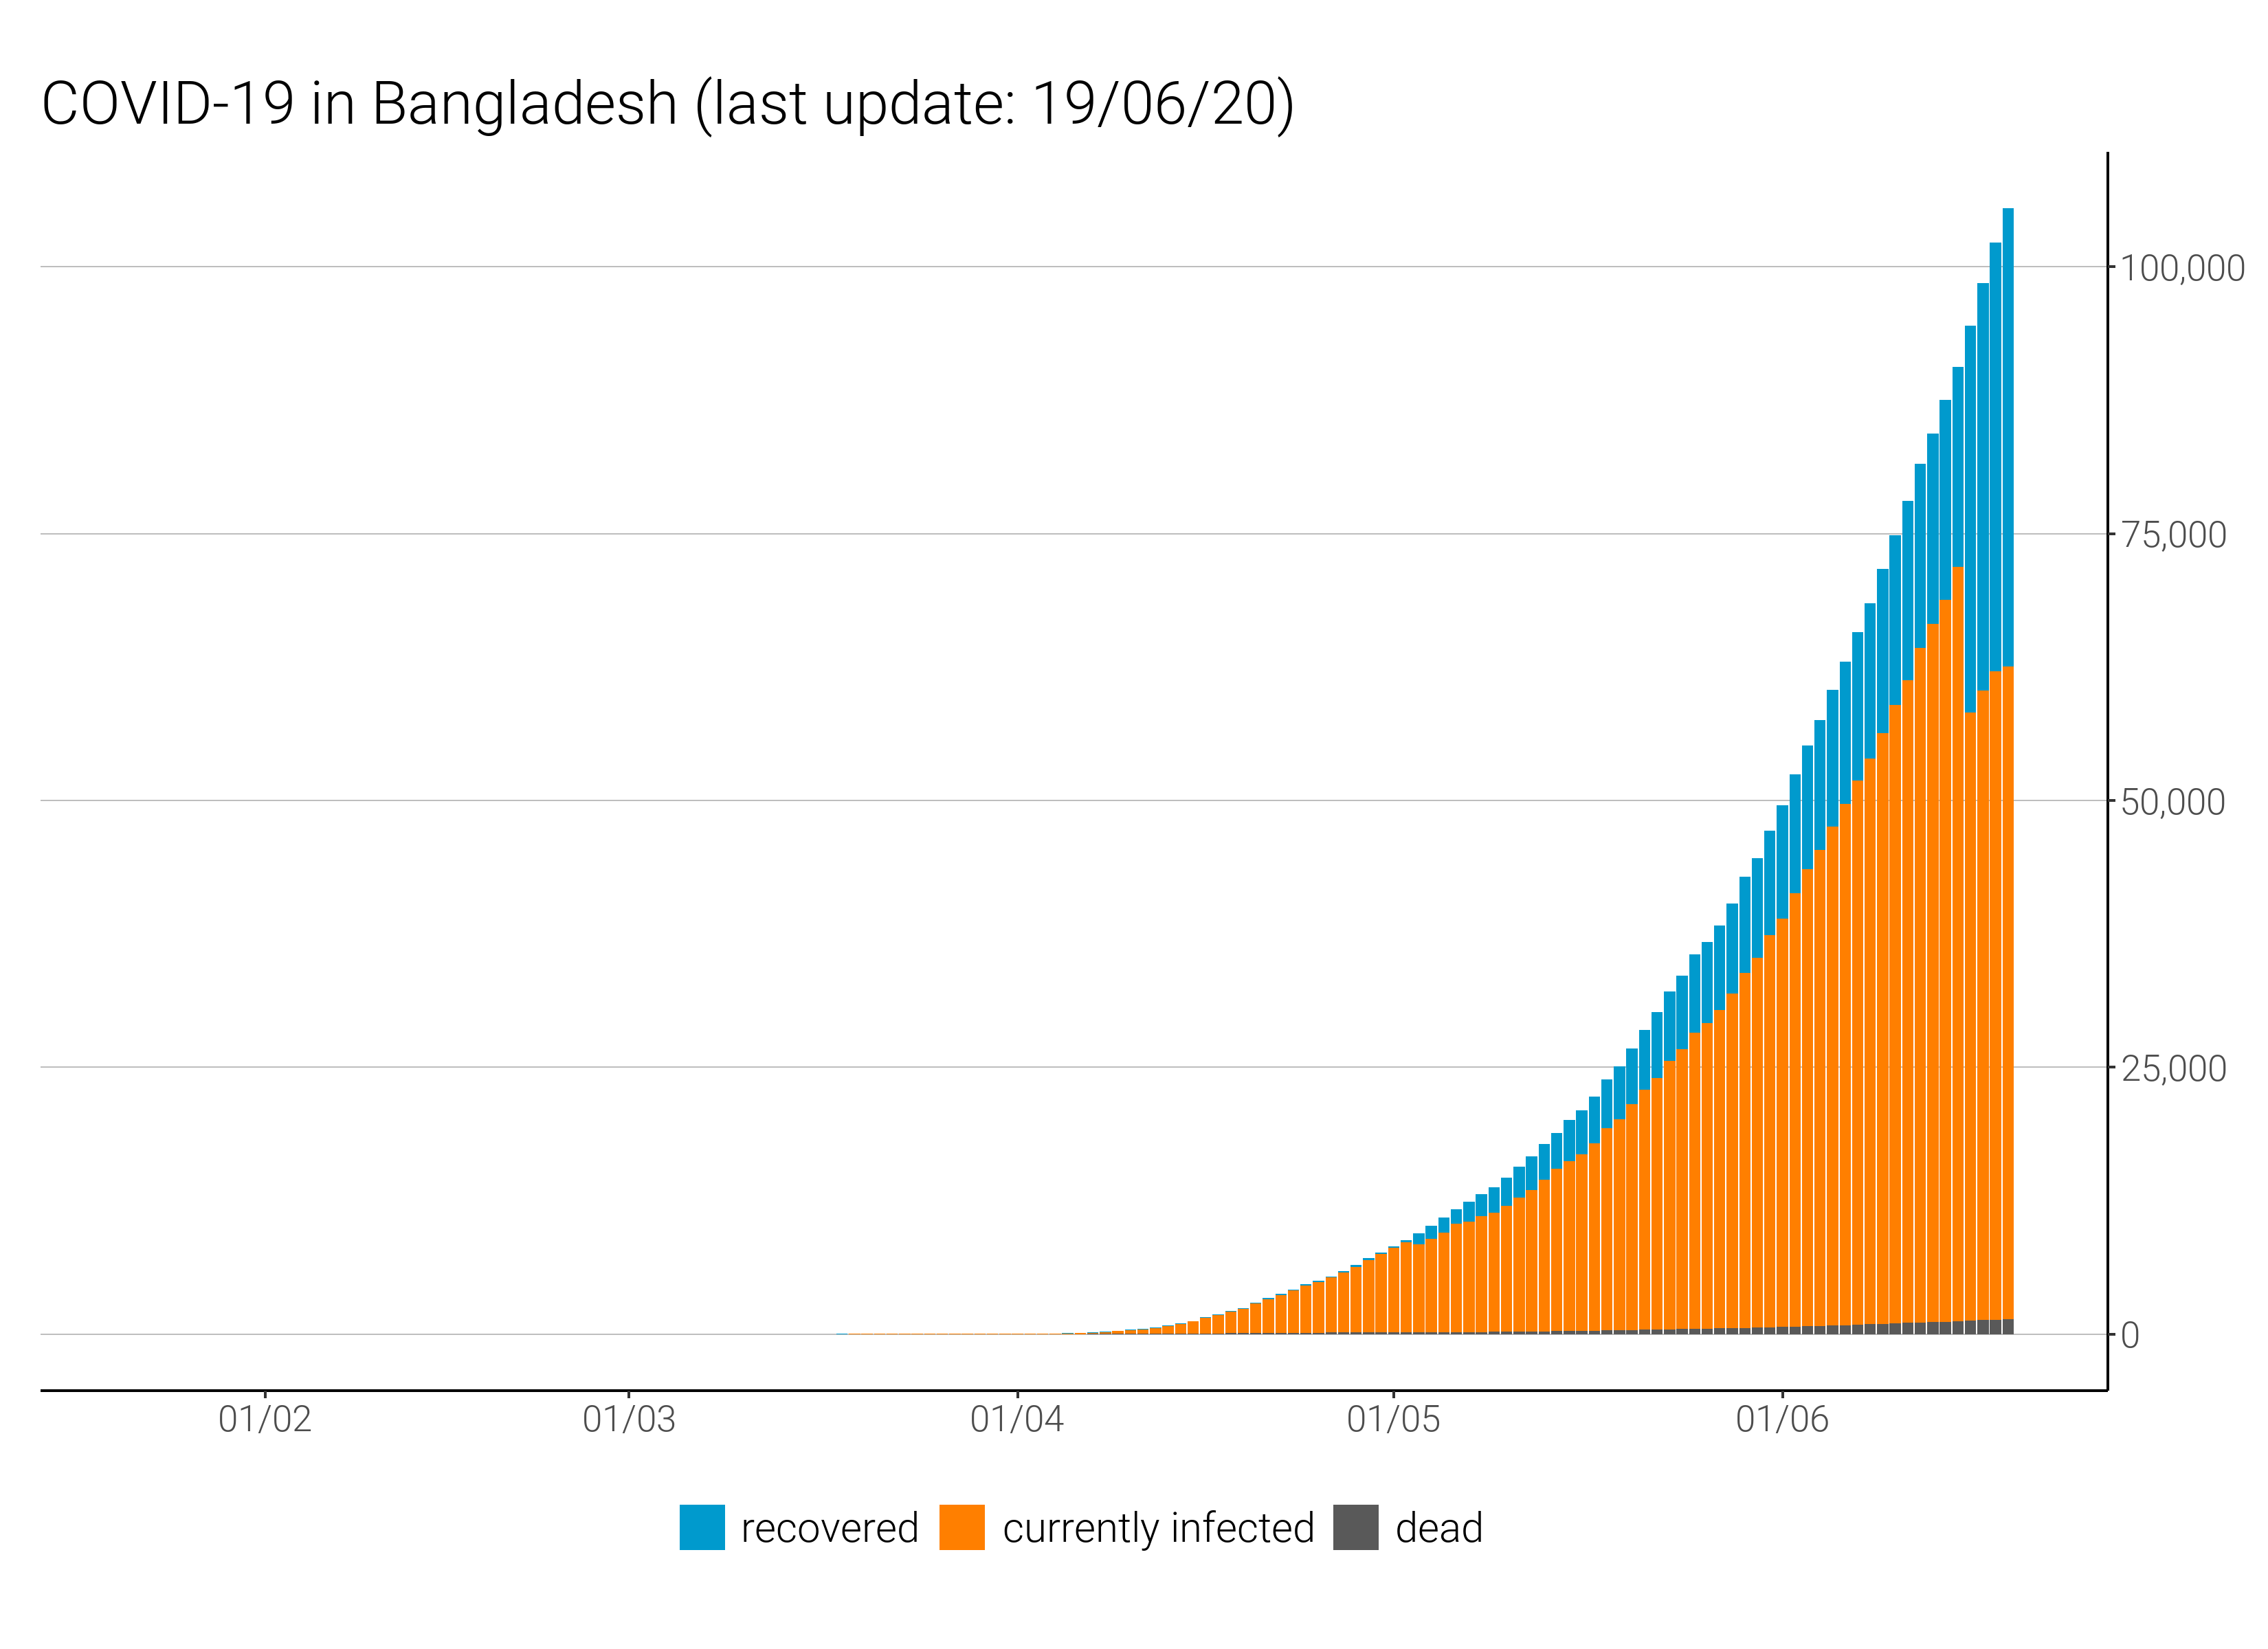 COVID-19 in Bangladesh (last update: 19/06/20)
100,000
75,000
50,000
25,000
0
01/02 01/03 01/04 01/05 01/06
recovered currently infected dead